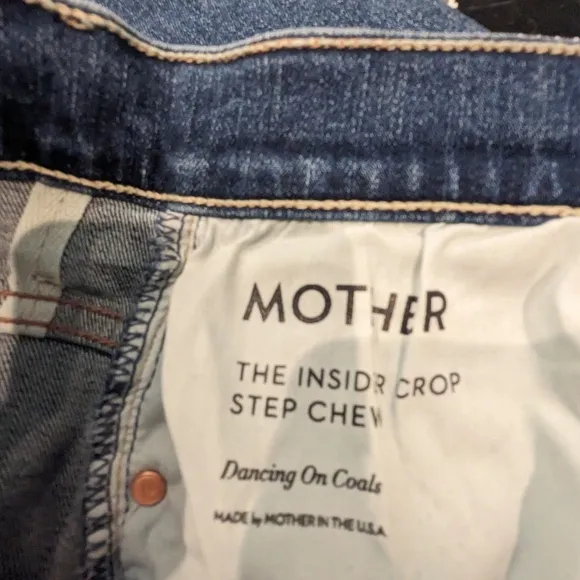 MOTHER
THE INSIDR CROP
STEP CHEW
Dancing On Coals
MADE by MOTHER IN THE U.S.A.